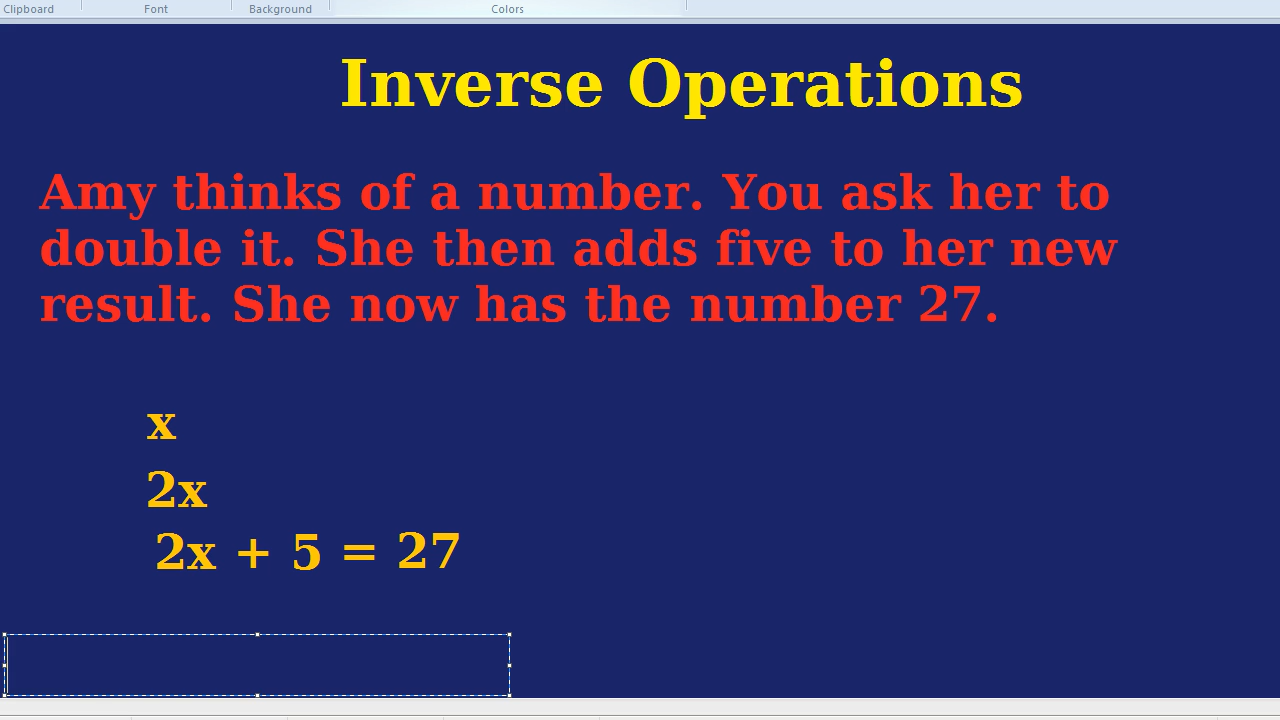 Clipboard Font Background Colors
Inverse Operations
Amy thinks of a number. You ask her to
double it. She then adds five to her new
result. She now has the number 27.
x
2x
2x + 5 = 27